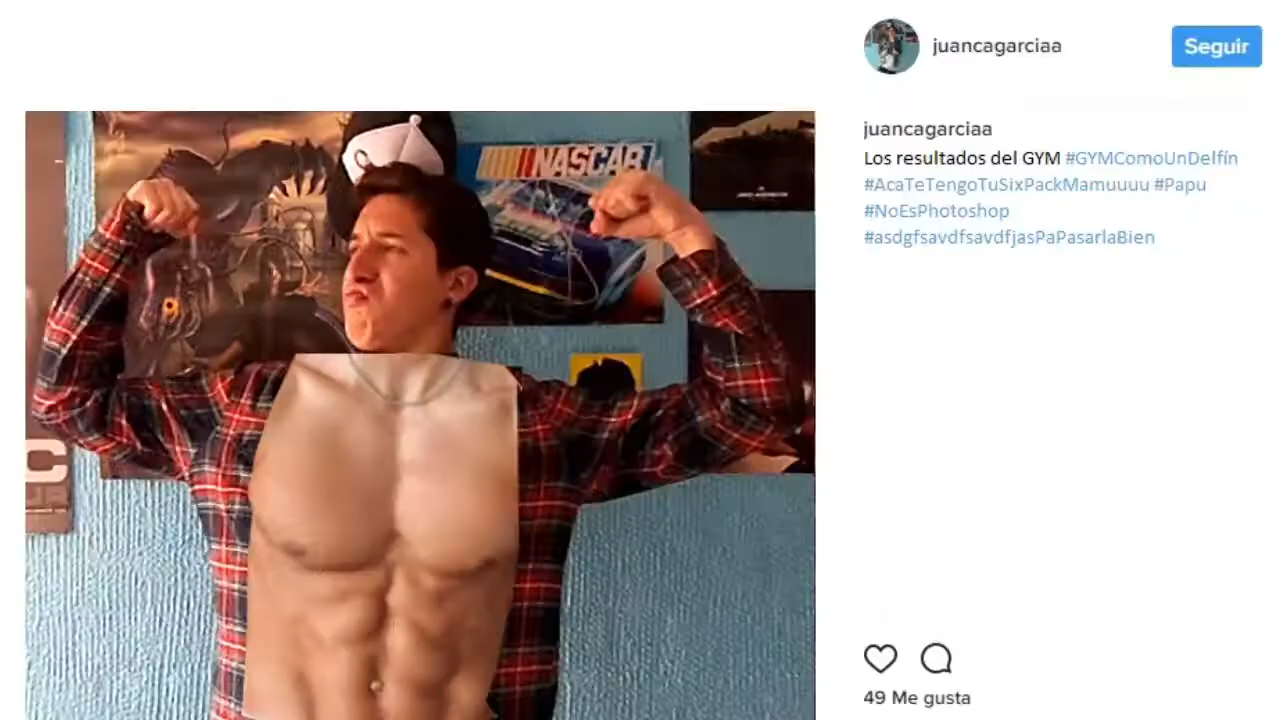 juancagarciaa
Seguir
juancagarciaa
Los resultados del GYM #GYMComoUnDelfín
#AcaTeTengoTuSixPackMamuuuu #Papu
#NoEsPhotoshop
#asdgfsavdfsavdfjasPaPasarlaBien
NASCAR
C
49 Me gusta